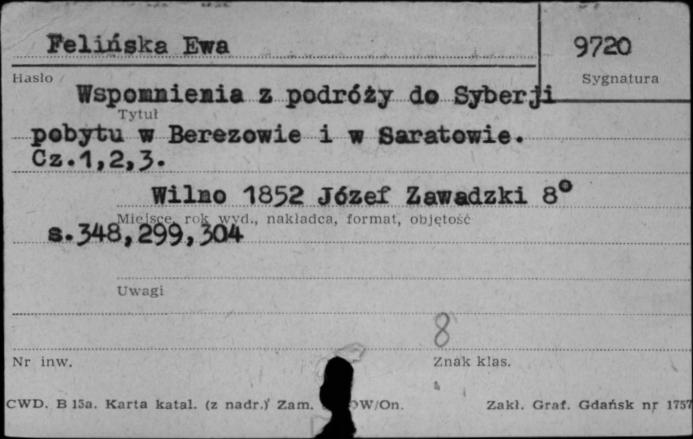 Felińska Ewa
9720
Hasło
Sygnatura
Wspomnienia z podróży do Syberji
Tytuł
pobytu w Berezowie i w Saratowie.
Cz.1,2,3.
Wilno 1852 Józef Zawadzki 8°
Miejsce, rok wyd., nakładca, format, objętość
s.348,299,304
Uwagi
8
Nr inw.
Znak klas.
CWD. B 15a. Karta katal. (z nadr.) Zam. OW/On.
Zakł. Graf. Gdańsk nr 1757